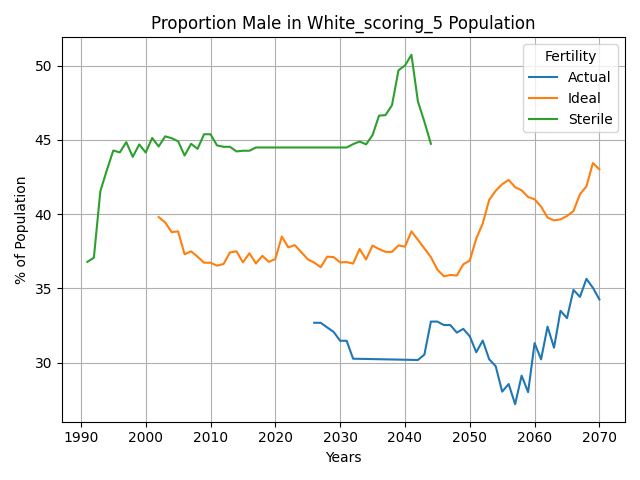 Proportion Male in White_scoring_5 Population
Fertility
Actual
Ideal
Sterile
% of Population
50
45
40
35
30
1990 2000 2010 2020 2030 2040 2050 2060 2070
Years